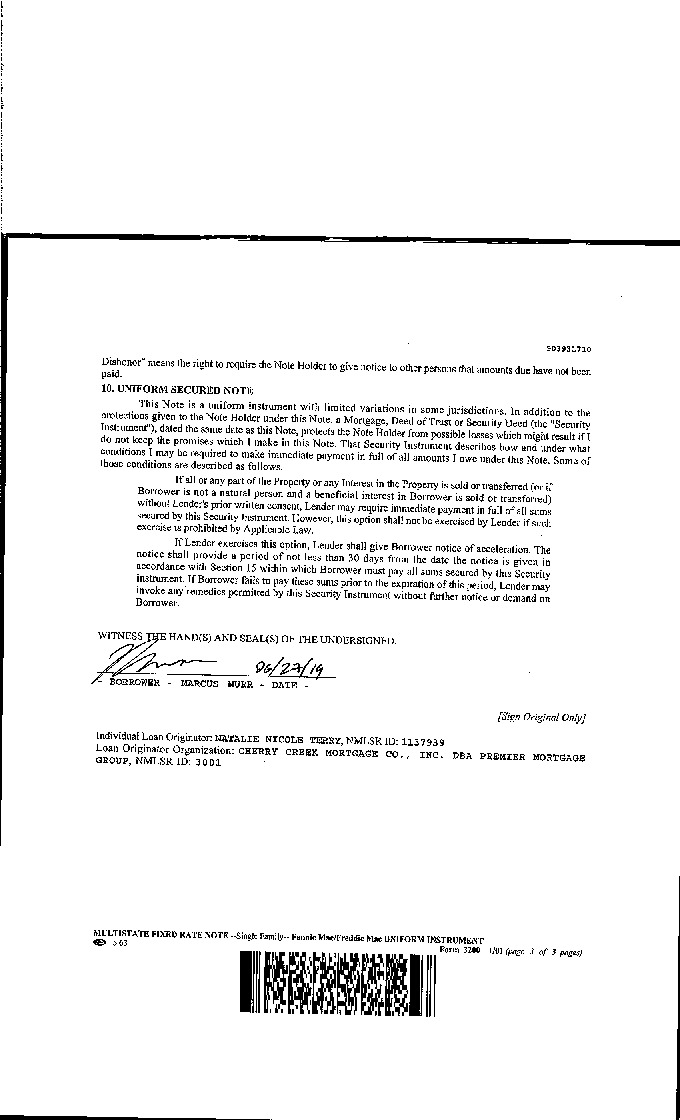 503931710
Dishonor" means the right to require the Note Holder to give notice to other persons that amounts due have not been
paid.
10. UNIFORM SECURED NOTE
This Note is a uniform instrument with limited variations in some jurisdictions. In addition to the
protections given to the Note Holder under this Note, a Mortgage, Deed of Trust or Security Deed (the "Security
Instrument"), dated the same date as this Note, protects the Note Holder from possible losses which might result if I
do not keep the promises which I make in this Note. That Security Instrument describes how and under what
conditions I may be required to make immediate payment in full of all amounts I owe under this Note. Some of
those conditions are described as follows.
If all or any part of the Property or any Interest in the Property is sold or transferred (or if
Borrower is not a natural person and a beneficial interest in Borrower is sold or transferred)
without Lender's prior written consent, Lender may require immediate payment in full of all sums
secured by this Security Instrument. However, this option shall not be exercised by Lender if such
exercise is prohibited by Applicable Law.
If Lender exercises this option, Lender shall give Borrower notice of acceleration. The
notice shall provide a period of not less than 30 days from the date the notice is given in
accordance with Section 15 within which Borrower must pay all sums secured by this Security
instrument. If Borrower fails to pay these sums prior to the expiration of this period, Lender may
invoke any remedies permitted by this Security Instrument without further notice or demand on
Borrower.
WITNESS THE HAND(S) AND SEAL(S) OF THE UNDERSIGNED.
06/27/19
- BORROWER - MARCUS MUHR - DATE -
[Sign Original Only]
Individual Loan Originator: NATALIE NICOLE TERRY, NMLSR ID: 1137939
Loan Originator Organization: CHERRY CREEK MORTGAGE CO., INC. DBA PREMIER MORTGAGE
GROUP, NMLSR ID: 3001
MULTISTATE FIXED RATE NOTE --Single Family-- Fannie Mae/Freddie Mac UNIFORM INSTRUMENT
Form 3200 1/01 (page 3 of 3 pages)